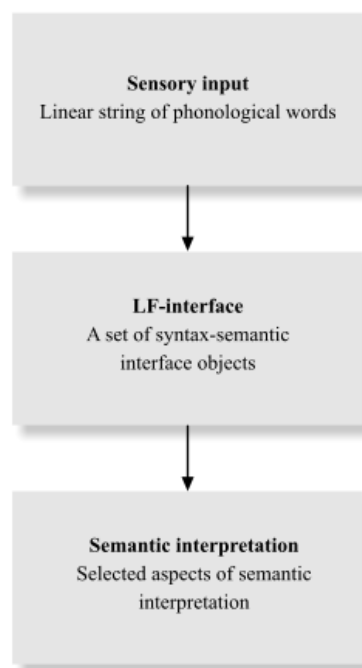 Sensory input
Linear string of phonological words
LF-interface
A set of syntax-semantic
interface objects
Semantic interpretation
Selected aspects of semantic
interpretation